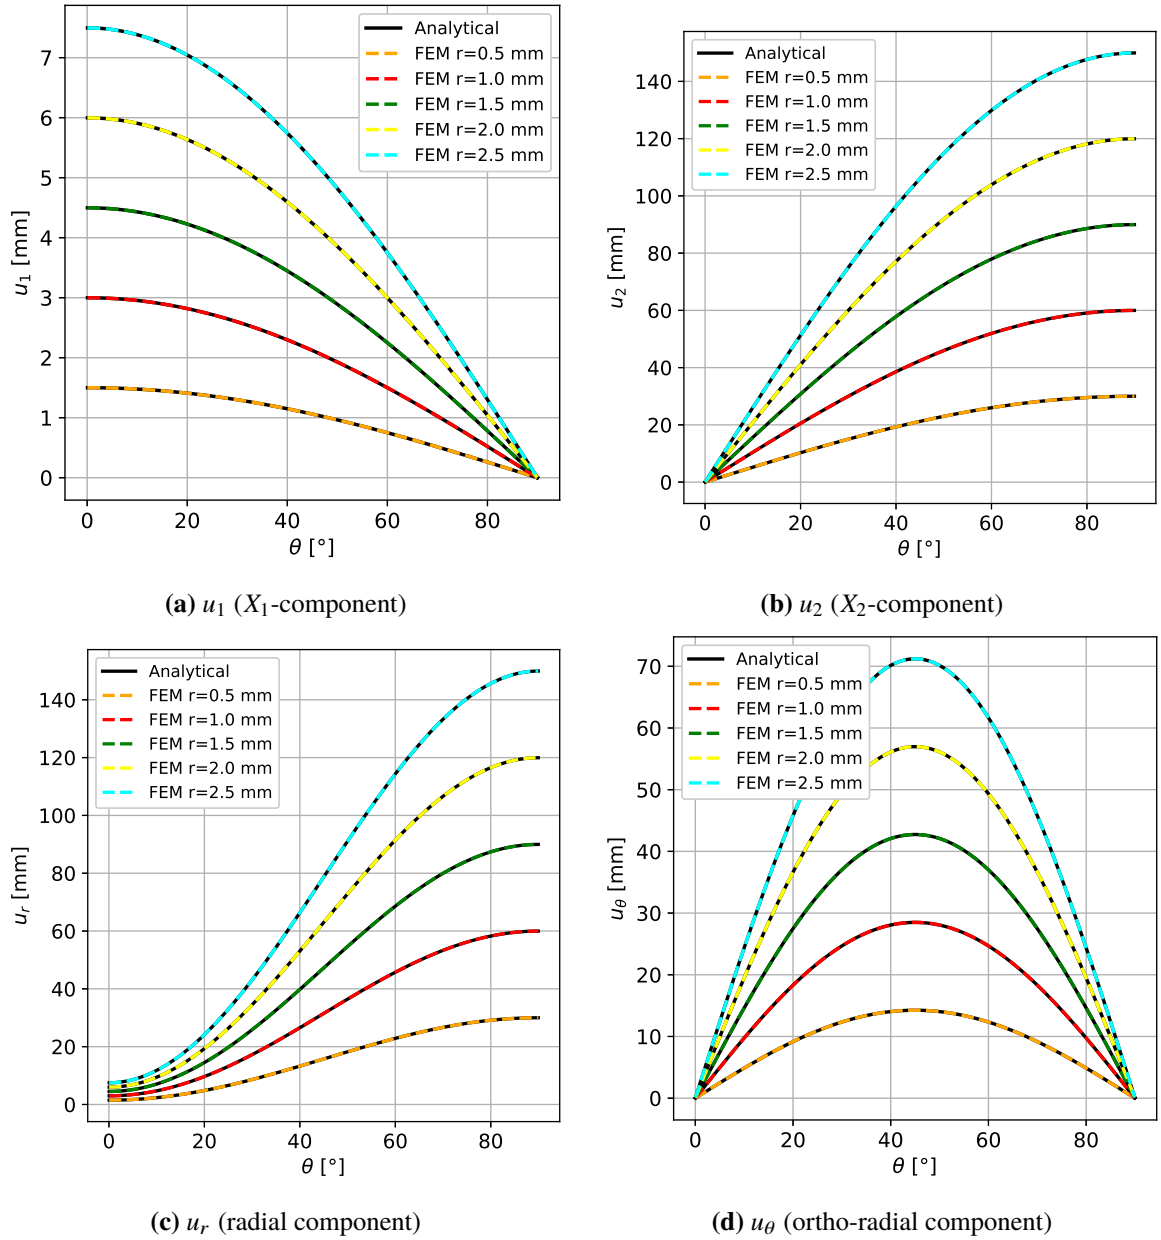 Analytical
FEM r=0.5 mm
FEM r=1.0 mm
FEM r=1.5 mm
FEM r=2.0 mm
FEM r=2.5 mm
7
6
5
4
3
2
1
0
u₁ [mm]
0 20 40 60 80
θ [°]
(a) u₁ (X₁-component)
Analytical
FEM r=0.5 mm
FEM r=1.0 mm
FEM r=1.5 mm
FEM r=2.0 mm
FEM r=2.5 mm
140
120
100
80
60
40
20
0
u₂ [mm]
0 20 40 60 80
θ [°]
(b) u₂ (X₂-component)
Analytical
FEM r=0.5 mm
FEM r=1.0 mm
FEM r=1.5 mm
FEM r=2.0 mm
FEM r=2.5 mm
140
120
100
80
60
40
20
0
uᵣ [mm]
0 20 40 60 80
θ [°]
(c) uᵣ (radial component)
Analytical
FEM r=0.5 mm
FEM r=1.0 mm
FEM r=1.5 mm
FEM r=2.0 mm
FEM r=2.5 mm
70
60
50
40
30
20
10
0
u_θ [mm]
0 20 40 60 80
θ [°]
(d) u_θ (ortho-radial component)